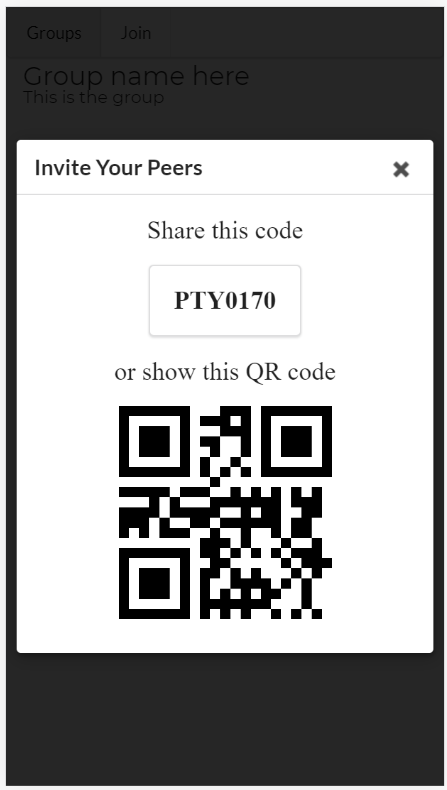 Groups Join
Group name here
This is the group
Invite Your Peers
Share this code
PTY0170
or show this QR code